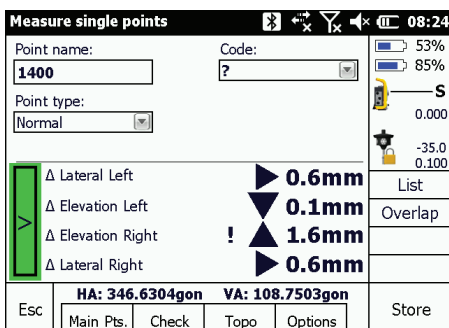 Measure single points 08:24
Point name: Code:
1400 ?
Point type:
Normal
53%
85%
S
0.000
-35.0
0.100
Δ Lateral Left 0.6mm
Δ Elevation Left 0.1mm
Δ Elevation Right ! 1.6mm
Δ Lateral Right 0.6mm
>
List
Overlap
HA: 346.6304gon VA: 108.7503gon
Esc Main Pts. Check Topo Options Store